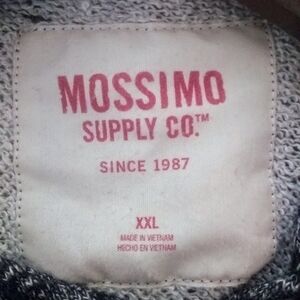 MOSSIMO
SUPPLY CO.™
SINCE 1987
XXL
MADE IN VIETNAM
HECHO EN VIETNAM